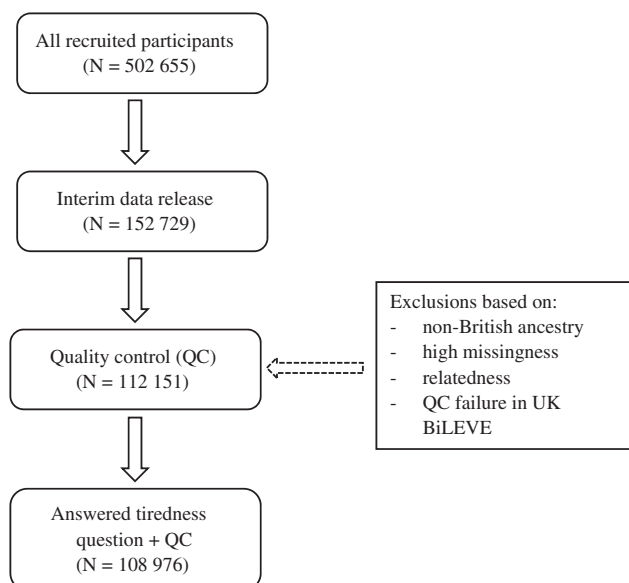 All recruited participants
(N = 502 655)
Interim data release
(N = 152 729)
Quality control (QC)
(N = 112 151)
Exclusions based on:
- non-British ancestry
- high missingness
- relatedness
- QC failure in UK
BiLEVE
Answered tiredness
question + QC
(N = 108 976)